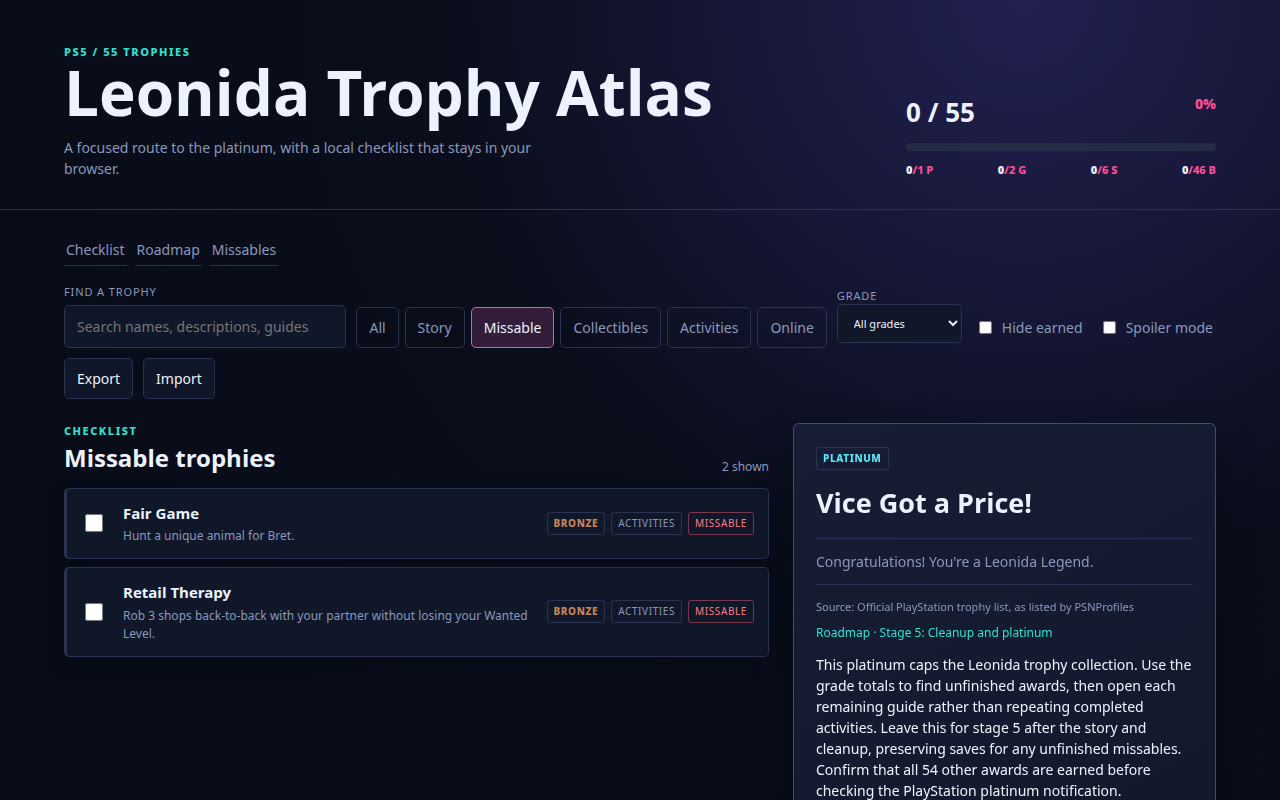 PS5 / 55 TROPHIES
Leonida Trophy Atlas
A focused route to the platinum, with a local checklist that stays in your
browser.
0 / 55
0%
0/1 P
0/2 G
0/6 S
0/46 B
Checklist
Roadmap
Missables
FIND A TROPHY
Search names, descriptions, guides
All
Story
Missable
Collectibles
Activities
Online
GRADE
All grades
Hide earned
Spoiler mode
Export
Import
CHECKLIST
Missable trophies
2 shown
Fair Game
Hunt a unique animal for Bret.
BRONZE
ACTIVITIES
MISSABLE
Retail Therapy
Rob 3 shops back-to-back with your partner without losing your Wanted
Level.
BRONZE
ACTIVITIES
MISSABLE
PLATINUM
Vice Got a Price!
Congratulations! You're a Leonida Legend.
Source: Official PlayStation trophy list, as listed by PSNProfiles
Roadmap · Stage 5: Cleanup and platinum
This platinum caps the Leonida trophy collection. Use the
grade totals to find unfinished awards, then open each
remaining guide rather than repeating completed
activities. Leave this for stage 5 after the story and
cleanup, preserving saves for any unfinished missables.
Confirm that all 54 other awards are earned before
checking the PlayStation platinum notification.